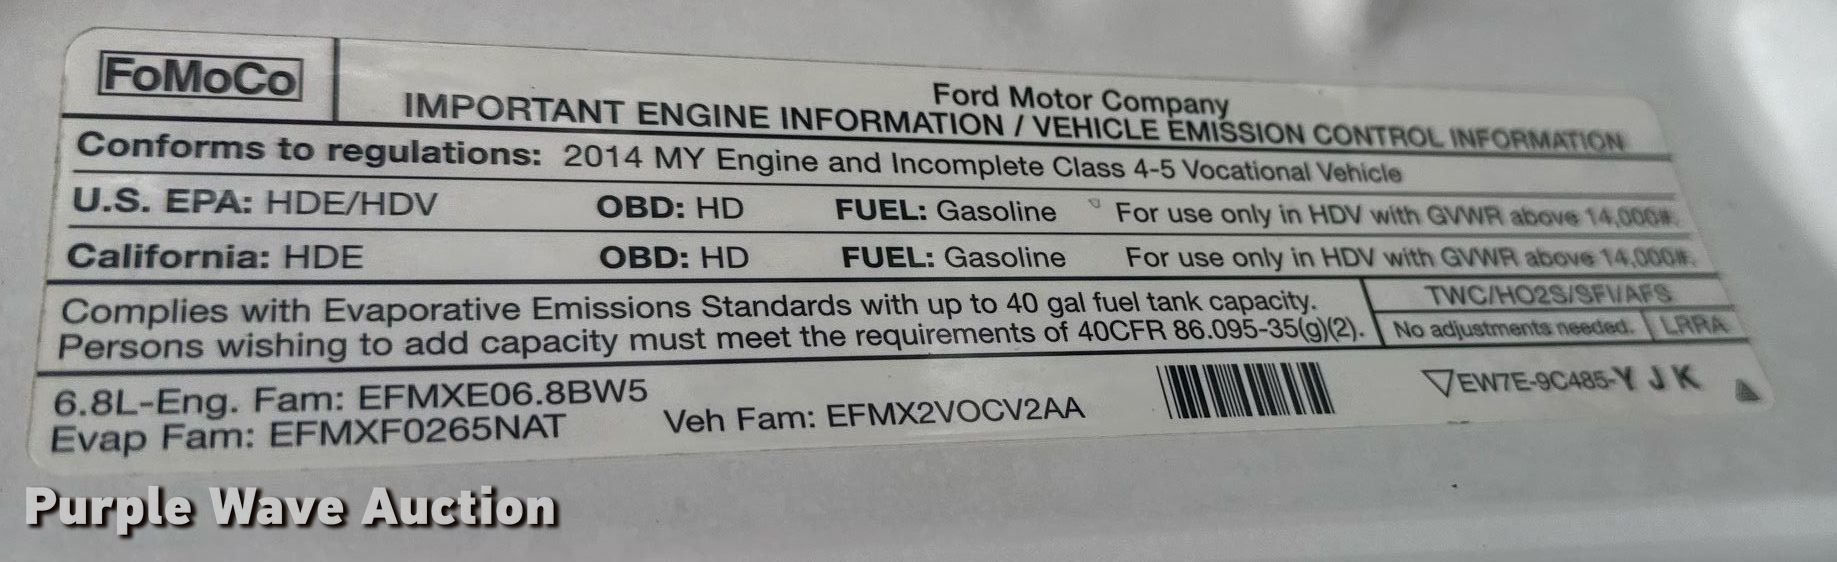 FoMoCo
Ford Motor Company
IMPORTANT ENGINE INFORMATION / VEHICLE EMISSION CONTROL INFORMATION
Conforms to regulations: 2014 MY Engine and Incomplete Class 4-5 Vocational Vehicle
U.S. EPA: HDE/HDV OBD: HD FUEL: Gasoline For use only in HDV with GVWR above 14,000#.
California: HDE OBD: HD FUEL: Gasoline For use only in HDV with GVWR above 14,000#.
Complies with Evaporative Emissions Standards with up to 40 gal fuel tank capacity.
Persons wishing to add capacity must meet the requirements of 40CFR 86.095-35(g)(2).
TWC/HO2S/SFI/AFS
No adjustments needed. LRRA
6.8L-Eng. Fam: EFMXE06.8BW5
Evap Fam: EFMXF0265NAT
Veh Fam: EFMX2VOCV2AA
EW7E-9C485-Y J K
Purple Wave Auction